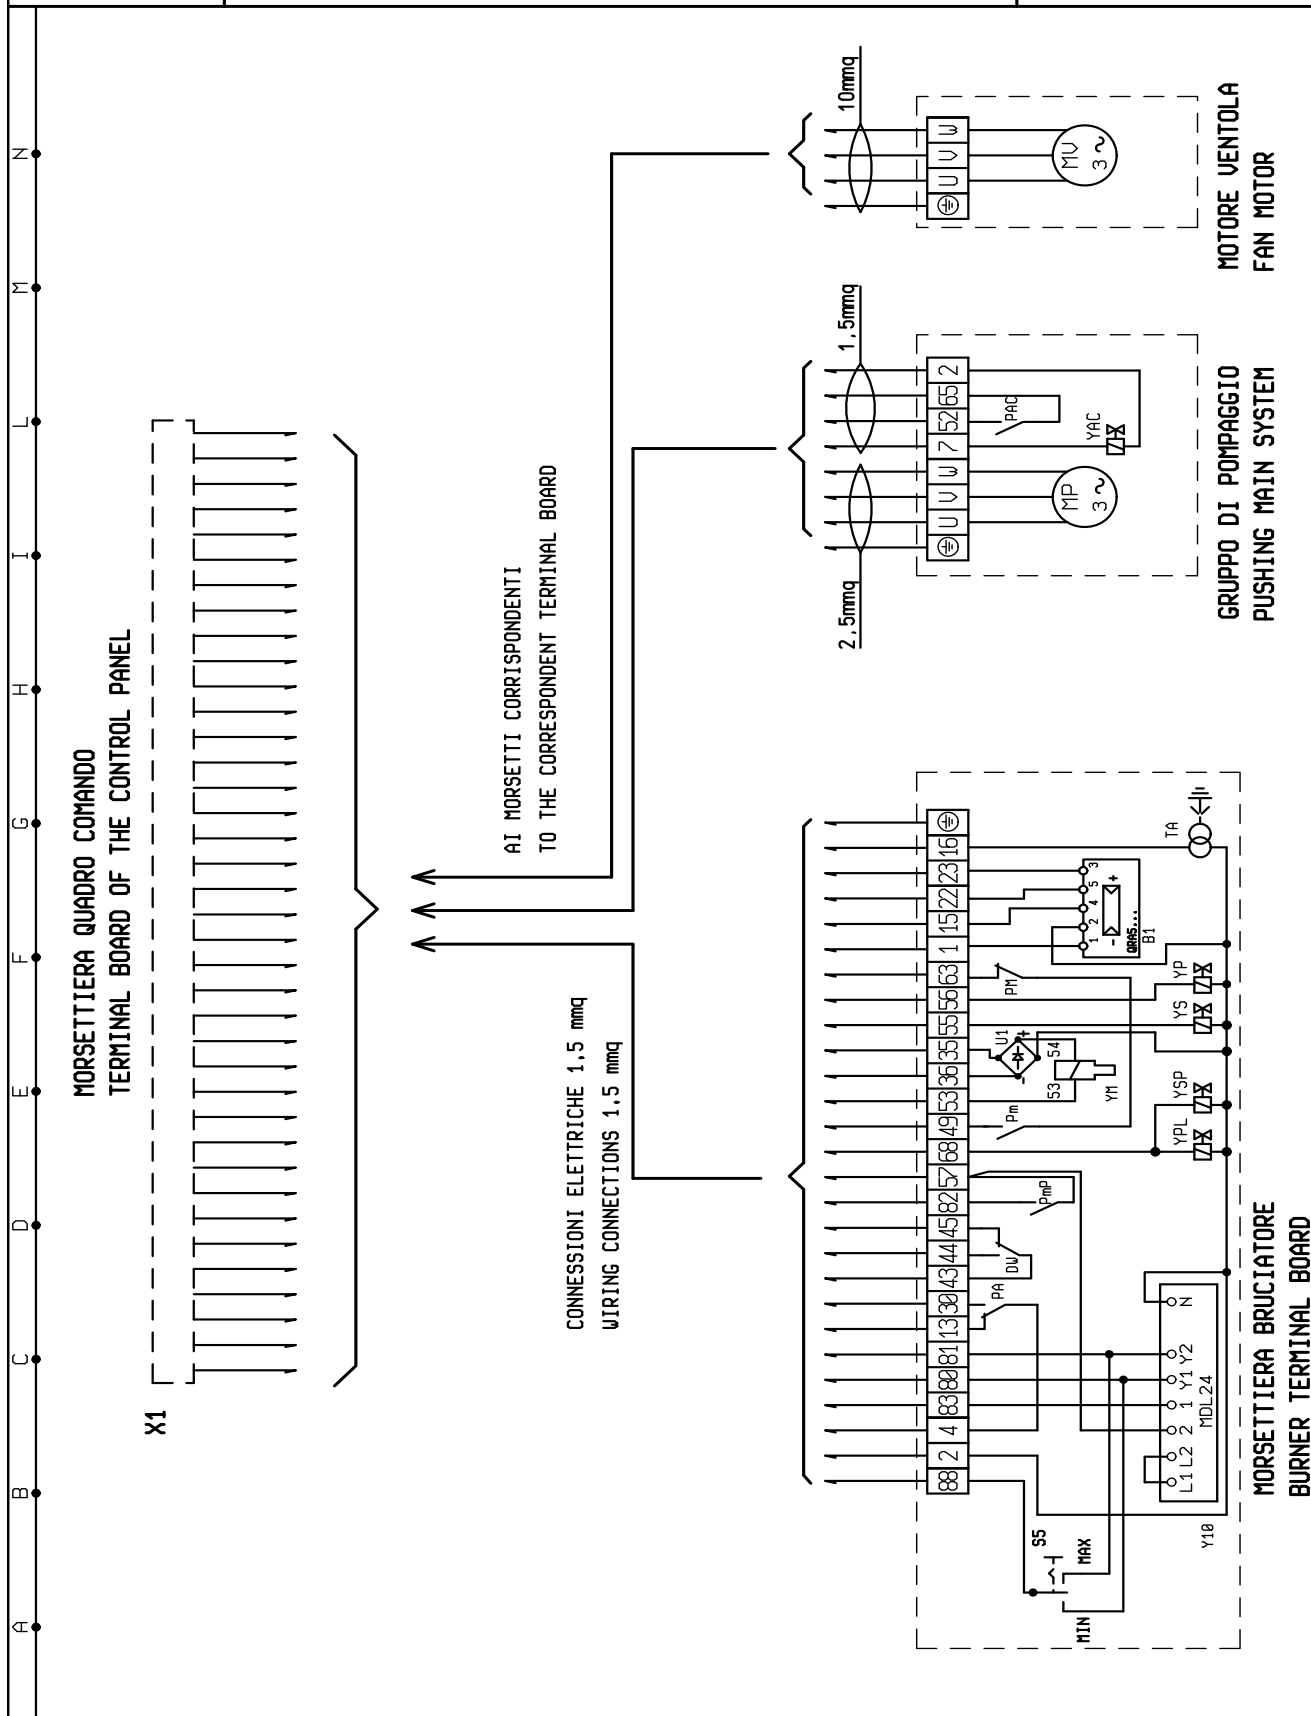 A
B
C
D
E
F
G
H
I
L
M
N
MORSETTIERA QUADRO COMANDO
TERMINAL BOARD OF THE CONTROL PANEL
X1
AI MORSETTI CORRISPONDENTI
TO THE CORRESPONDENT TERMINAL BOARD
CONNESSIONI ELETTRICHE 1,5 mmq
WIRING CONNECTIONS 1,5 mmq
2,5mmq
1,5mmq
10mmq
88 2 4 83 80 81 13 30 43 44 45 82 57 68 49 53 36 35 55 56 63 1 15 22 23 16
U V W 7 52 65 2
U V W
S5
MIN
MAX
PA
DW
PmP
Pm
53 54
YM
U1
- +
PM
1 2 4 5 3
- +
QRA5...
B1
TA
YPL
YSP
YS
YP
L1 L2 2 1 Y1 Y2 N
MDL24
Y10
MP
3 ~
PAC
YAC
MV
3 ~
MORSETTIERA BRUCIATORE
BURNER TERMINAL BOARD
GRUPPO DI POMPAGGIO
PUSHING MAIN SYSTEM
MOTORE VENTOLA
FAN MOTOR